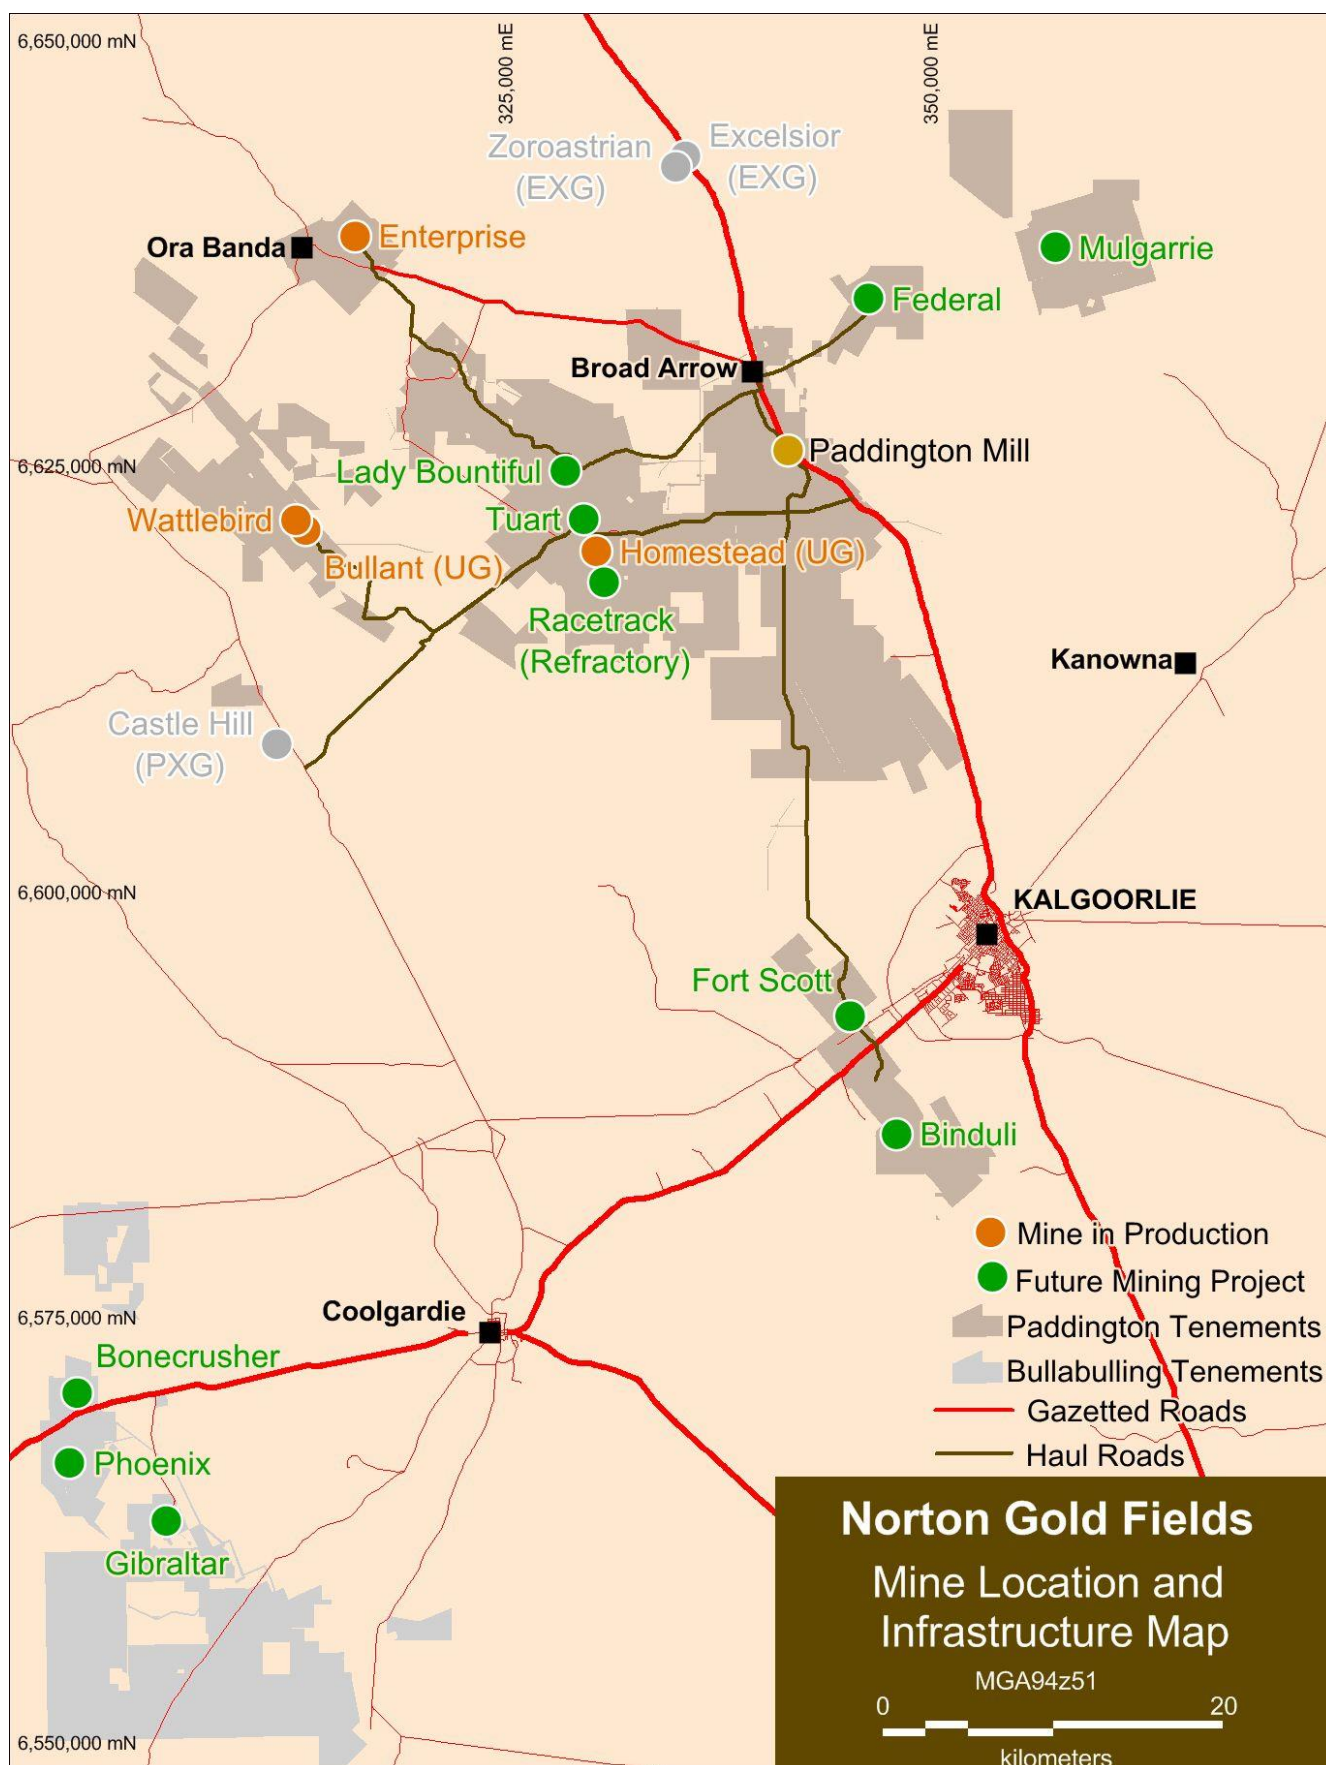 6,650,000 mN
325,000 mE
350,000 mE
Zoroastrian
(EXG)
Excelsior
(EXG)
Ora Banda
Enterprise
Mulgarrie
Federal
Broad Arrow
Paddington Mill
6,625,000 mN
Lady Bountiful
Wattlebird
Tuart
Bullant (UG)
Homestead (UG)
Racetrack
(Refractory)
Kanowna
Castle Hill
(PXG)
6,600,000 mN
KALGOORLIE
Fort Scott
Binduli
Mine in Production
Future Mining Project
Paddington Tenements
Bullabulling Tenements
Gazetted Roads
Haul Roads
6,575,000 mN
Coolgardie
Bonecrusher
Phoenix
Gibraltar
6,550,000 mN
Norton Gold Fields
Mine Location and
Infrastructure Map
MGA94z51
0 20
kilometers